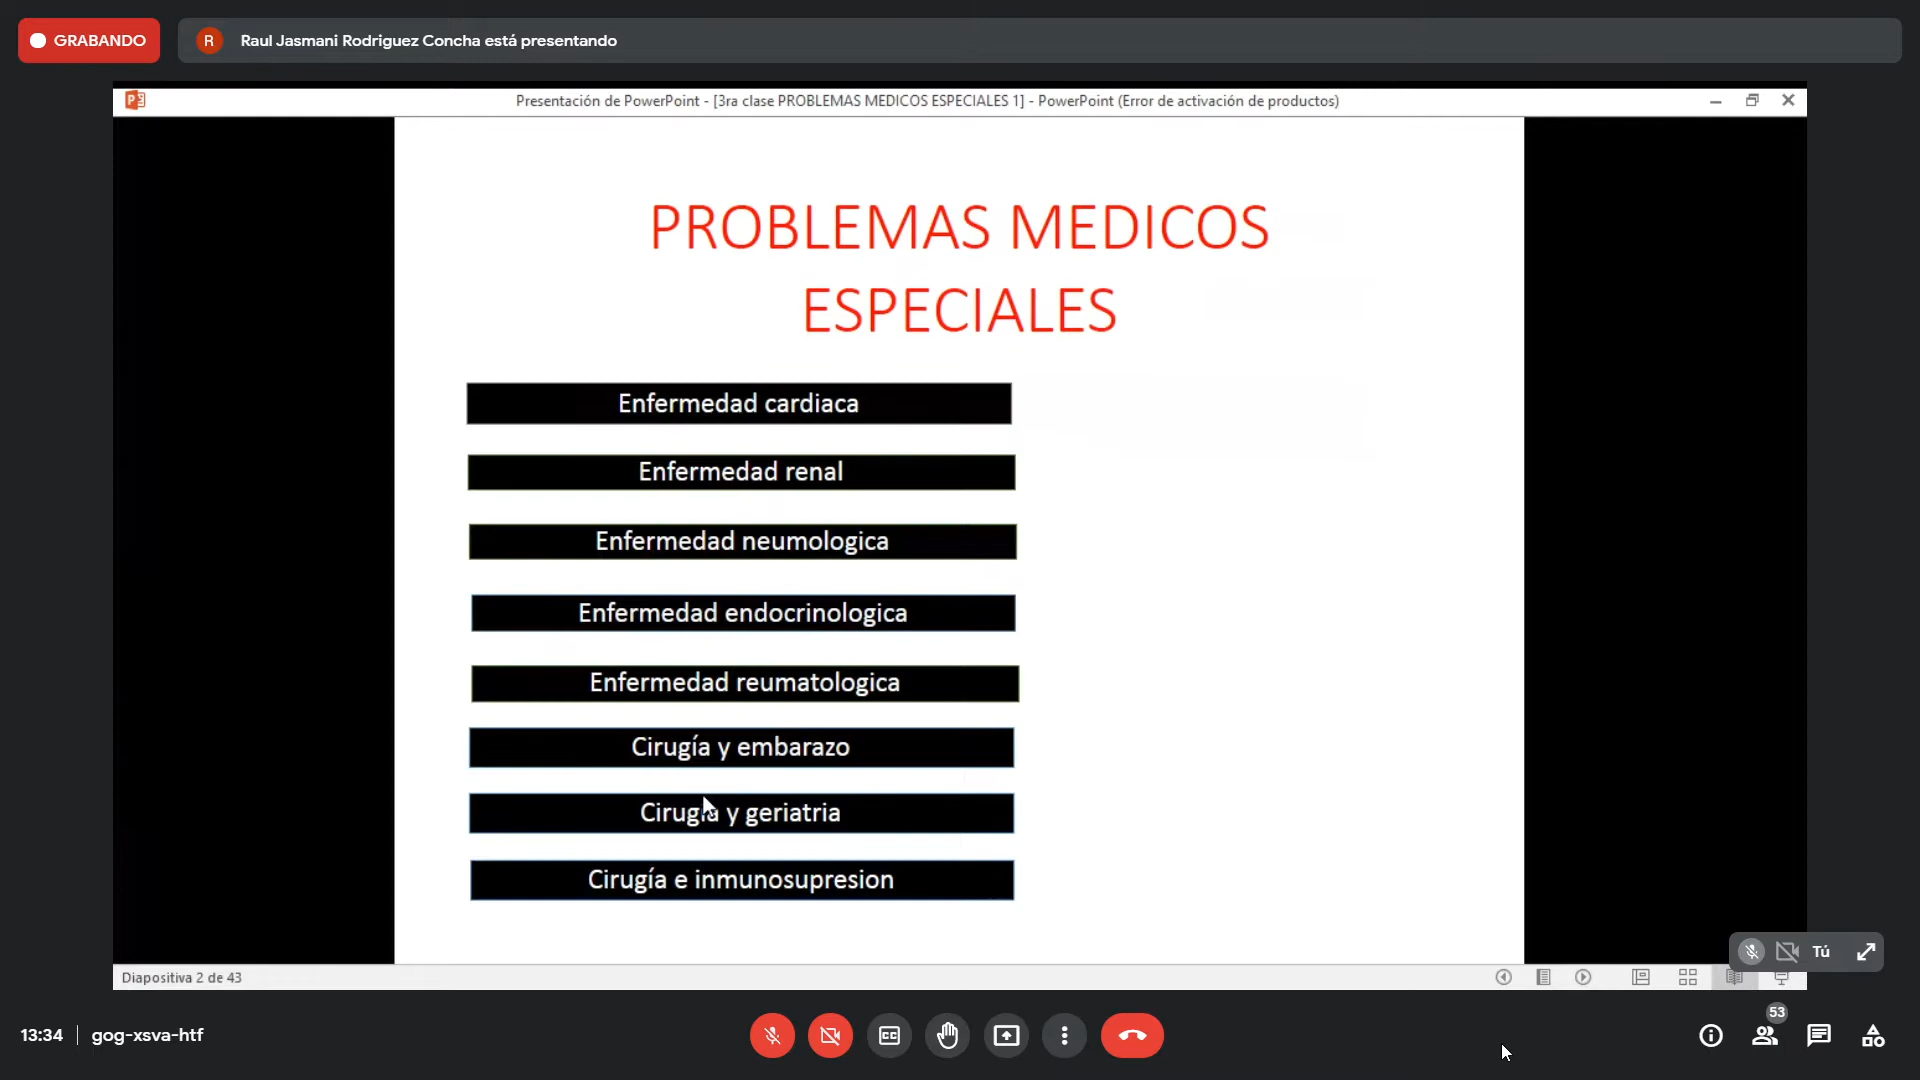 GRABANDO
R
Raul Jasmani Rodriguez Concha está presentando
Presentación de PowerPoint - [3ra clase PROBLEMAS MEDICOS ESPECIALES 1] - PowerPoint (Error de activación de productos)
PROBLEMAS MEDICOS
ESPECIALES
Enfermedad cardiaca
Enfermedad renal
Enfermedad neumologica
Enfermedad endocrinologica
Enfermedad reumatologica
Cirugía y embarazo
Cirugía y geriatria
Cirugía e inmunosupresion
Tú
Diapositiva 2 de 43
13:34
gog-xsva-htf
53